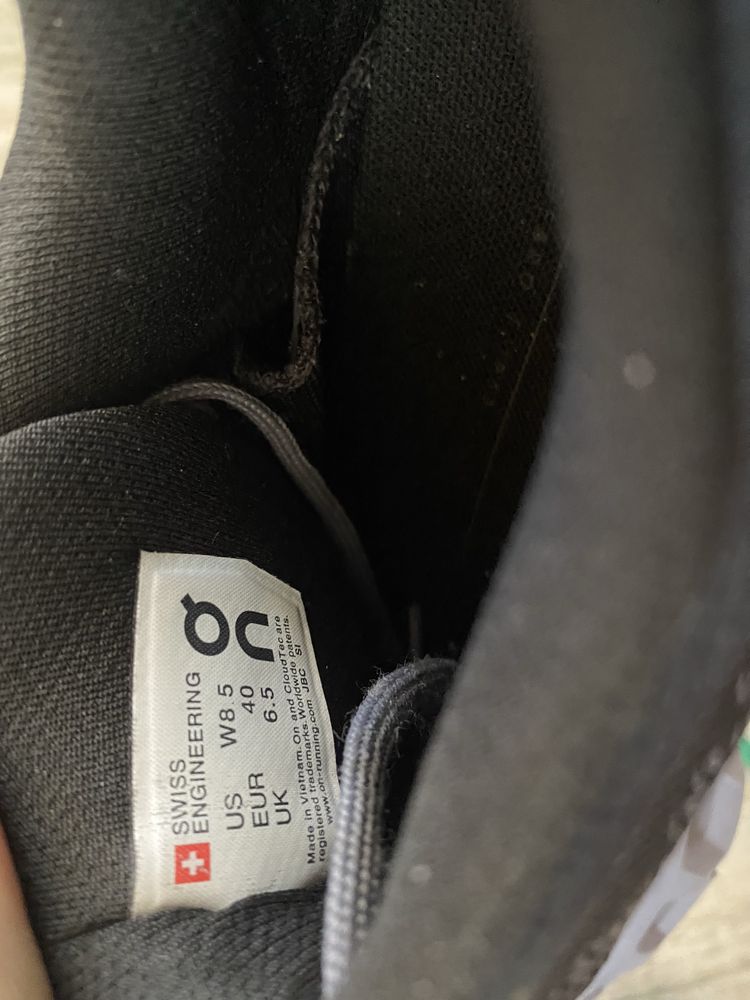 On
SWISS
ENGINEERING
US W8.5
EUR 40
UK 6.5
Made in Vietnam.On and CloudTec are
registered trademarks.Worldwide patents.
www.on-running.com JBC SI